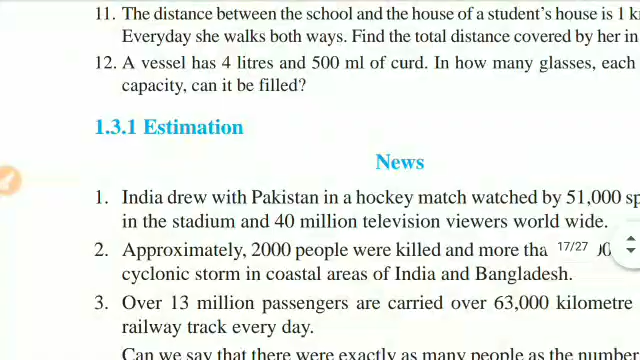 11. The distance between the school and the house of a student's house is 1
Everyday she walks both ways. Find the total distance covered by her in
12. A vessel has 4 litres and 500 ml of curd. In how many glasses, each
capacity, can it be filled?
1.3.1 Estimation
News
1. India drew with Pakistan in a hockey match watched by 51,000
in the stadium and 40 million television viewers world wide.
2. Approximately, 2000 people were killed and more 17/27
cyclonic storm in coastal areas of India and Bangladesh.
3. Over 13 million passengers are carried over 63,000 kilometre
railway track every day.
Can we say that there were exactly as many people as the number